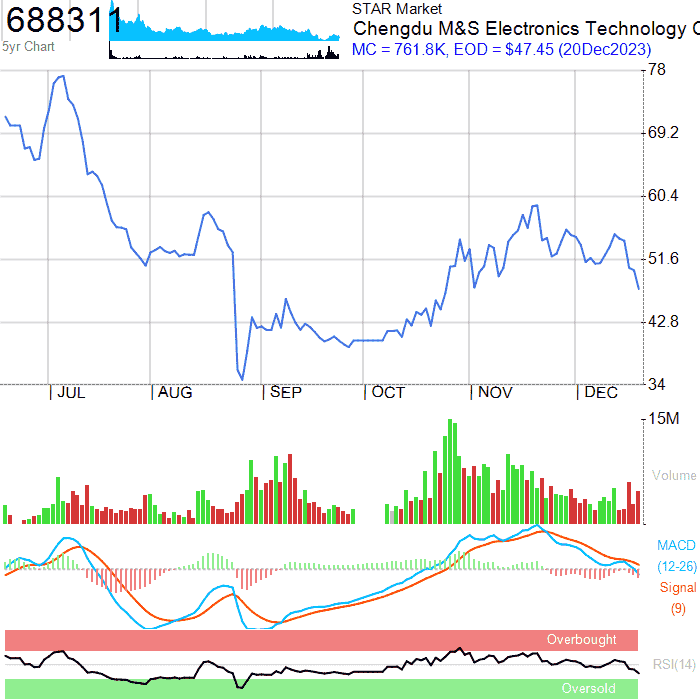 688311
5yr Chart
STAR Market
Chengdu M&S Electronics Technology C
MC = 761.8K, EOD = $47.45 (20Dec2023)
78
69.2
60.4
51.6
42.8
34
JUL
AUG
SEP
OCT
NOV
DEC
15M
Volume
MACD
(12-26)
Signal
(9)
Overbought
RSI(14)
Oversold